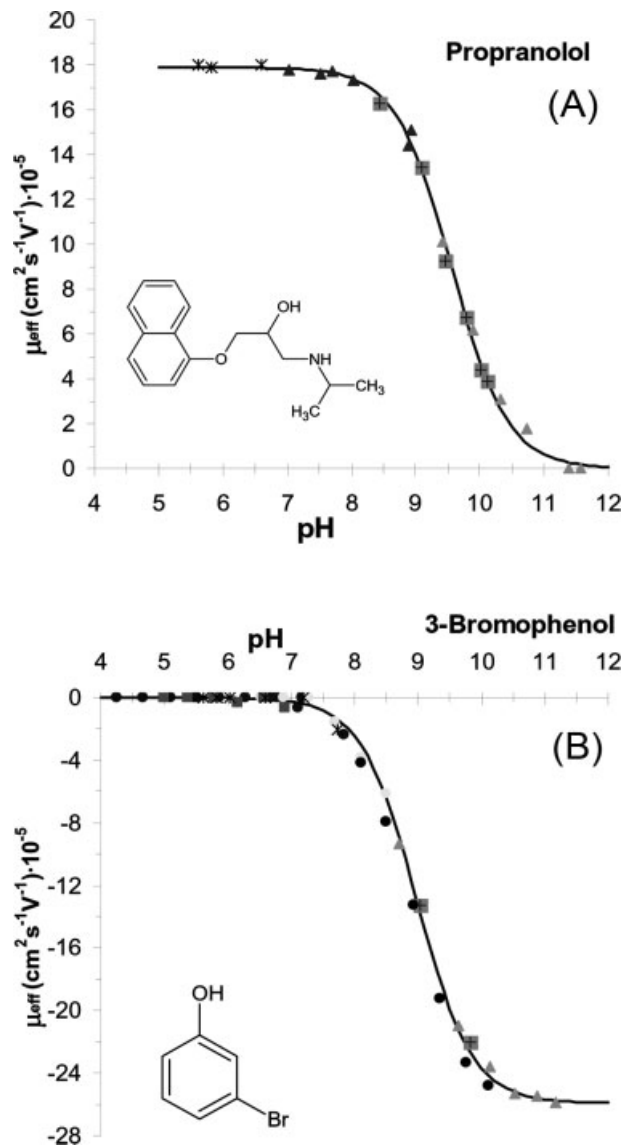 Propranolol
(A)
20
18
16
14
12
10
8
6
4
2
0
μeff (cm²s⁻¹V⁻¹)·10⁻⁵
OH
O
NH
H₃C
CH₃
4 5 6 7 8 9 10 11 12
pH
3-Bromophenol
pH
4 5 6 7 8 9 10 11 12
(B)
0
-4
-8
-12
-16
-20
-24
-28
μeff (cm²s⁻¹V⁻¹)·10⁻⁵
OH
Br